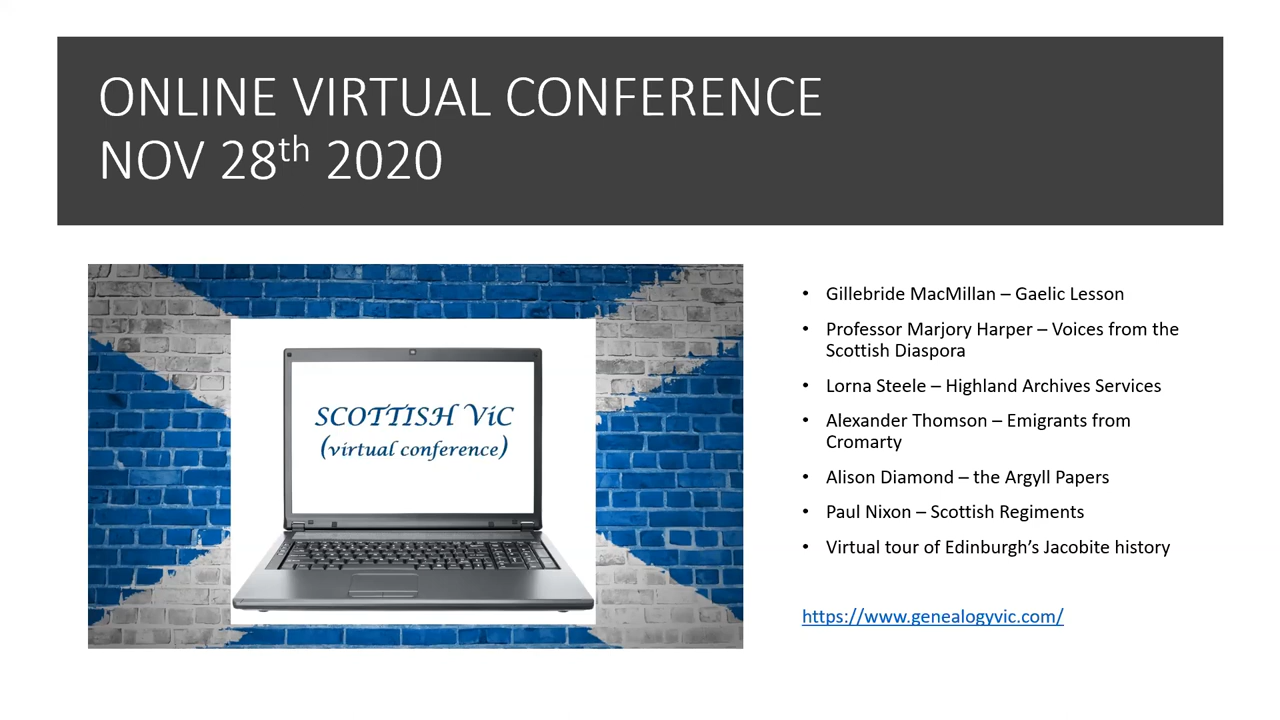 ONLINE VIRTUAL CONFERENCE
NOV 28th 2020
SCOTTISH ViC
(virtual conference)
• Gillebride MacMillan – Gaelic Lesson
• Professor Marjory Harper – Voices from the
Scottish Diaspora
• Lorna Steele – Highland Archives Services
• Alexander Thomson – Emigrants from
Cromarty
• Alison Diamond – the Argyll Papers
• Paul Nixon – Scottish Regiments
• Virtual tour of Edinburgh’s Jacobite history
https://www.genealogyvic.com/